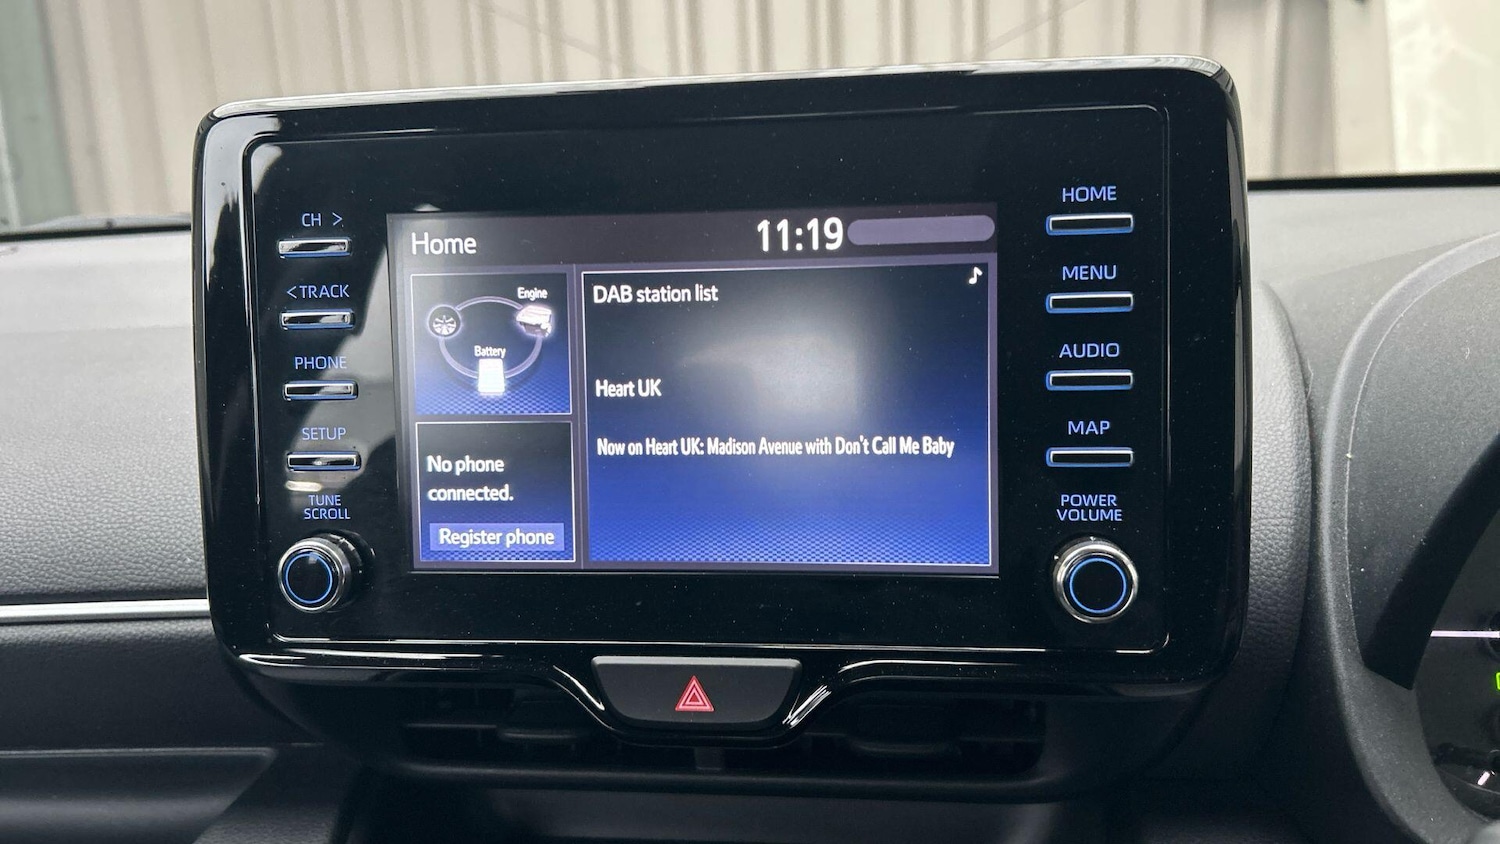 CH >
< TRACK
PHONE
SETUP
TUNE
SCROLL
Home
11:19
Engine
Battery
No phone
connected.
Register phone
DAB station list
Heart UK
Now on Heart UK: Madison Avenue with Don't Call Me Baby
HOME
MENU
AUDIO
MAP
POWER
VOLUME